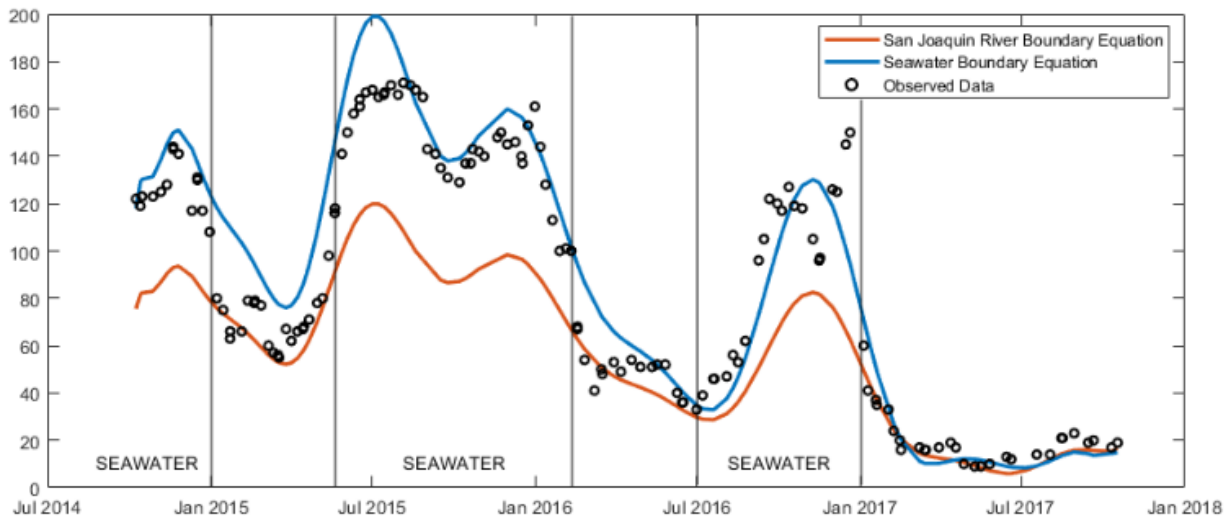 200
180
160
140
120
100
80
60
40
20
0
San Joaquin River Boundary Equation
Seawater Boundary Equation
Observed Data
SEAWATER SEAWATER SEAWATER
Jul 2014 Jan 2015 Jul 2015 Jan 2016 Jul 2016 Jan 2017 Jul 2017 Jan 2018